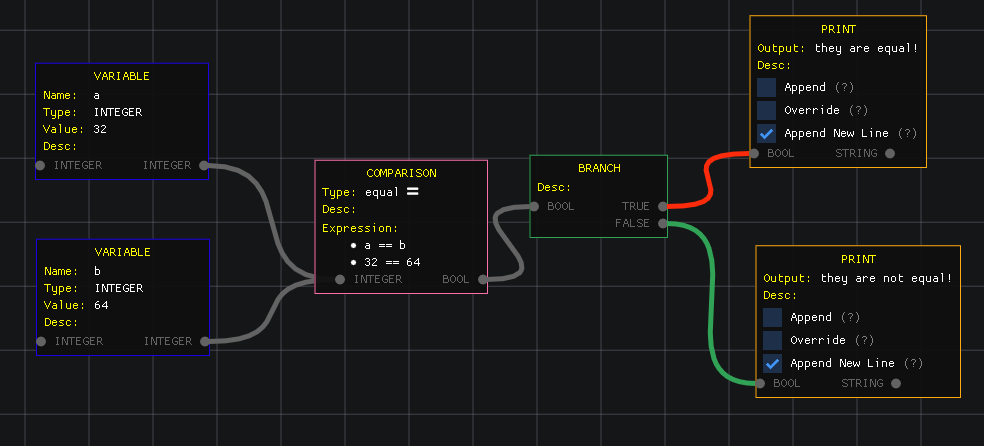 VARIABLE
Name: a
Type: INTEGER
Value: 32
Desc:
INTEGER INTEGER
VARIABLE
Name: b
Type: INTEGER
Value: 64
Desc:
INTEGER INTEGER
COMPARISON
Type: equal =
Desc:
Expression:
• a == b
• 32 == 64
INTEGER BOOL
BRANCH
Desc:
BOOL TRUE
FALSE
PRINT
Output: they are equal!
Desc:
Append (?)
Override (?)
Append New Line (?)
BOOL STRING
PRINT
Output: they are not equal!
Desc:
Append (?)
Override (?)
Append New Line (?)
BOOL STRING